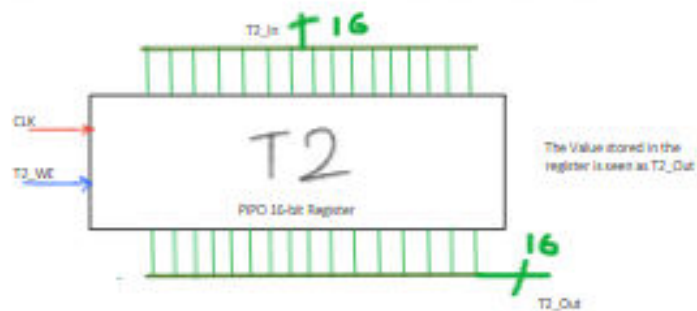 T2_In
16
CLK
T2
The Value stored in the
register is seen as T2_Out
T2_WE
PIPO 16-bit Register
16
T2_Out